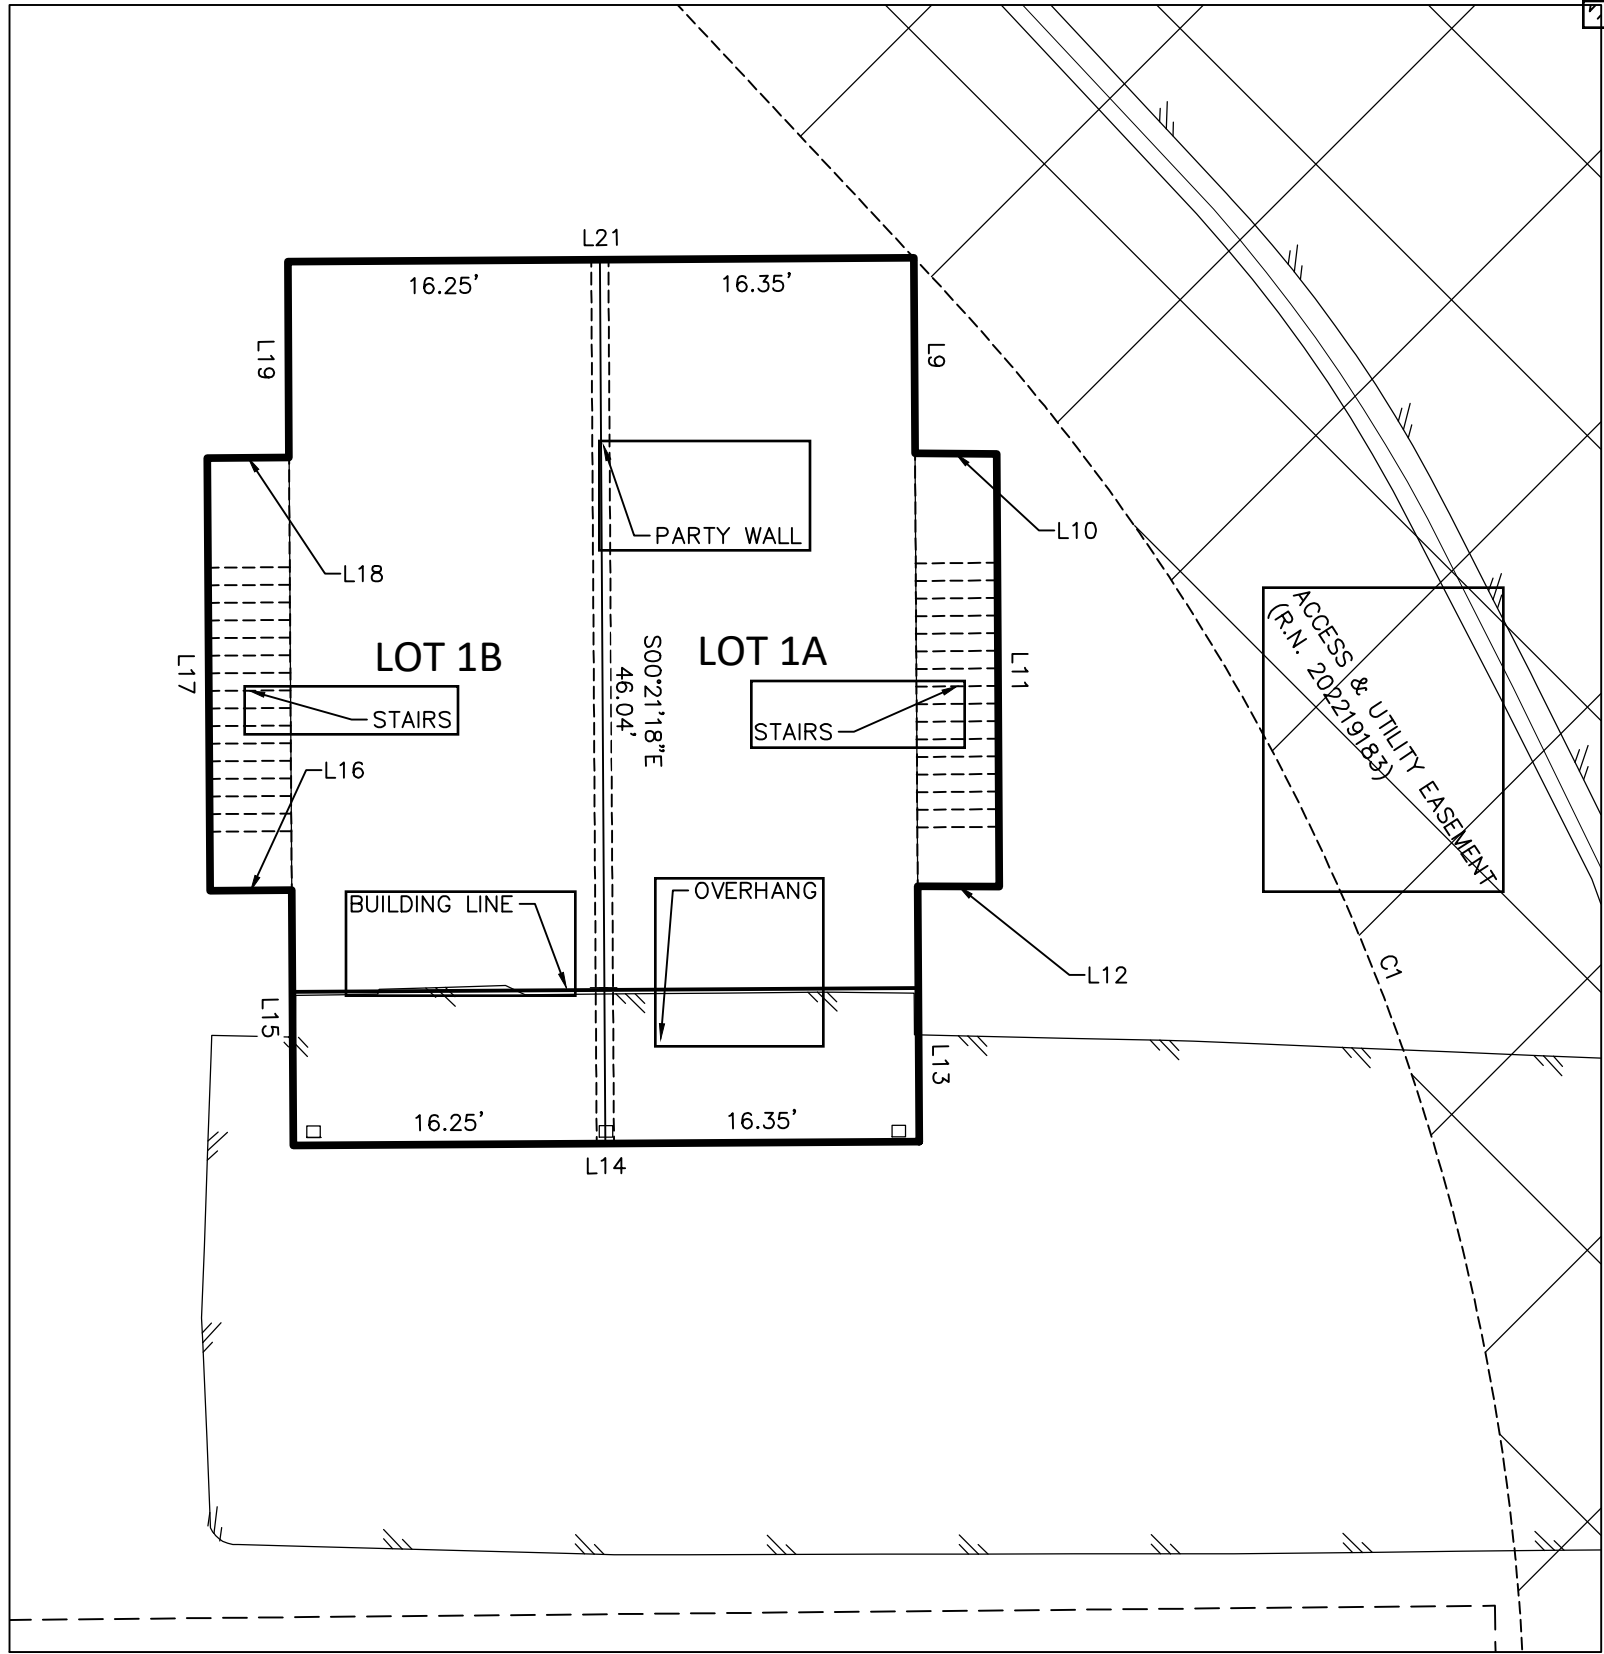 L21
16.25'
16.35'
L19
L9
PARTY WALL
L10
L18
ACCESS & UTILITY EASEMENT
(R.N. 202219183)
LOT 1B
LOT 1A
S00°21'18"E
46.04'
L17
L11
STAIRS
STAIRS
L16
BUILDING LINE
OVERHANG
L12
C1
L15
L13
16.25'
16.35'
L14